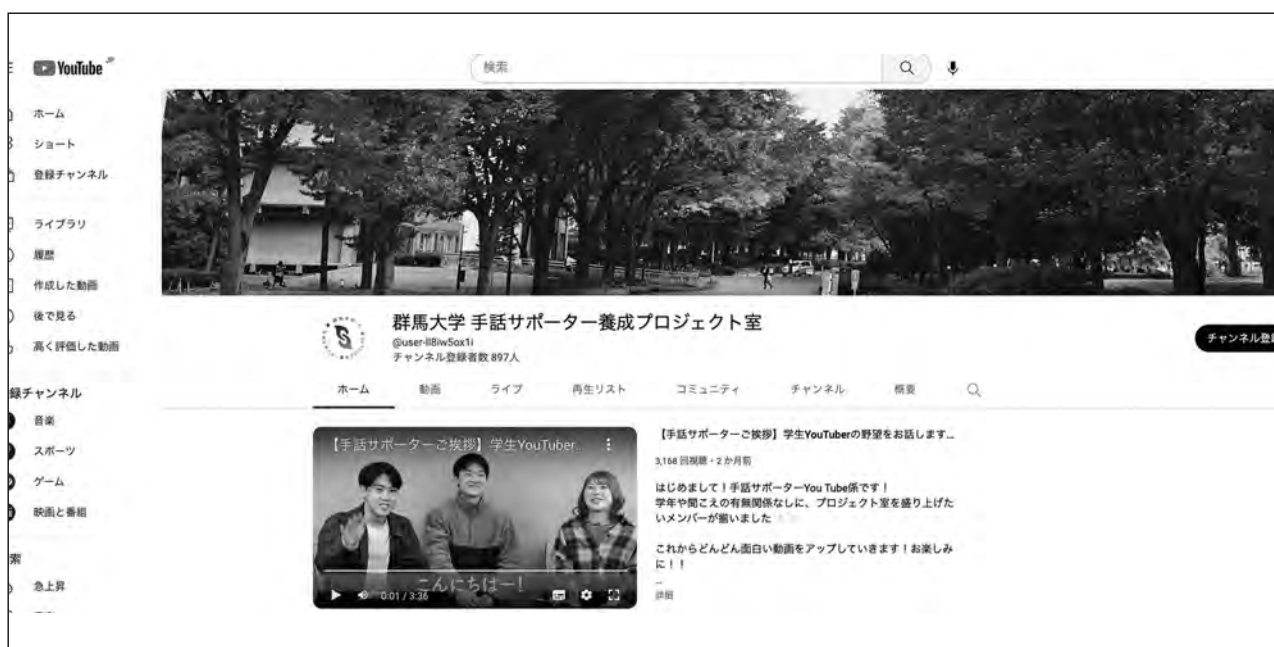 YouTube JP
検索
ホーム
ショート
登録チャンネル
ライブラリ
履歴
作成した動画
後で見る
高く評価した動画
録チャンネル
音楽
スポーツ
ゲーム
映画と番組
索
急上昇
群馬大学 手話サポーター養成プロジェクト室
@user-ll8iw5ox1i
チャンネル登録者数 897人
チャンネル登録
ホーム 動画 ライブ 再生リスト コミュニティ チャンネル 概要
【手話サポーターご挨拶】学生YouTuber...
こんにちはー！
0:01 / 3:36
【手話サポーターご挨拶】学生YouTuberの野望をお話します...
3,168 回視聴・2 か月前
はじめまして！手話サポーターYou Tube係です！
学年や聞こえの有無関係なしに、プロジェクト室を盛り上げた
いメンバーが揃いました
これからどんどん面白い動画をアップしていきます！お楽しみ
に！！
...
詳細